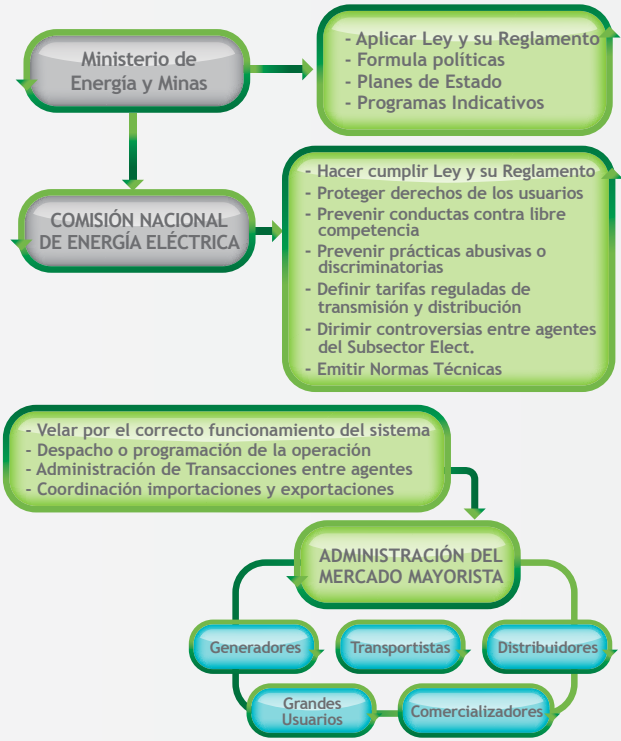 Ministerio de
Energía y Minas
- Aplicar Ley y su Reglamento
- Formula políticas
- Planes de Estado
- Programas Indicativos
COMISIÓN NACIONAL
DE ENERGÍA ELÉCTRICA
- Hacer cumplir Ley y su Reglamento
- Proteger derechos de los usuarios
- Prevenir conductas contra libre
competencia
- Prevenir prácticas abusivas o
discriminatorias
- Definir tarifas reguladas de
transmisión y distribución
- Dirimir controversias entre agentes
del Subsector Elect.
- Emitir Normas Técnicas
- Velar por el correcto funcionamiento del sistema
- Despacho o programación de la operación
- Administración de Transacciones entre agentes
- Coordinación importaciones y exportaciones
ADMINISTRACIÓN DEL
MERCADO MAYORISTA
Generadores
Transportistas
Distribuidores
Grandes
Usuarios
Comercializadores